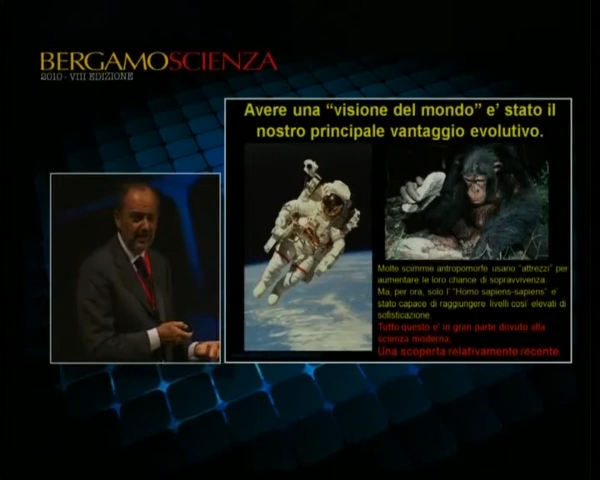 BERGAMOSCIENZA
2010 - VIII EDIZIONE
Avere una "visione del mondo" e' stato il
nostro principale vantaggio evolutivo.
Molte scimmie antropomorfe usano "attrezzi" per
aumentare le loro chance di sopravvivenza.
Ma, per ora, solo l' "Homo sapiens-sapiens" e'
stato capace di raggiungere livelli cosi' elevati di
sofisticazione.
Tutto questo e' in gran parte dovuto alla
scienza moderna.
Una scoperta relativamente recente